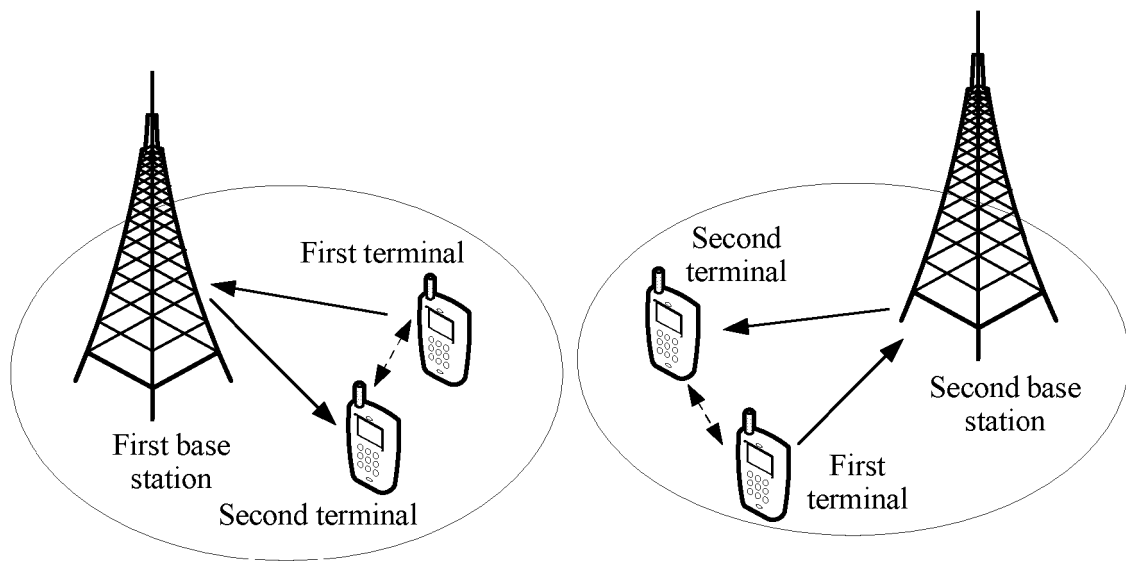 First terminal
First base
station
Second terminal
Second
terminal
Second base
station
First
terminal